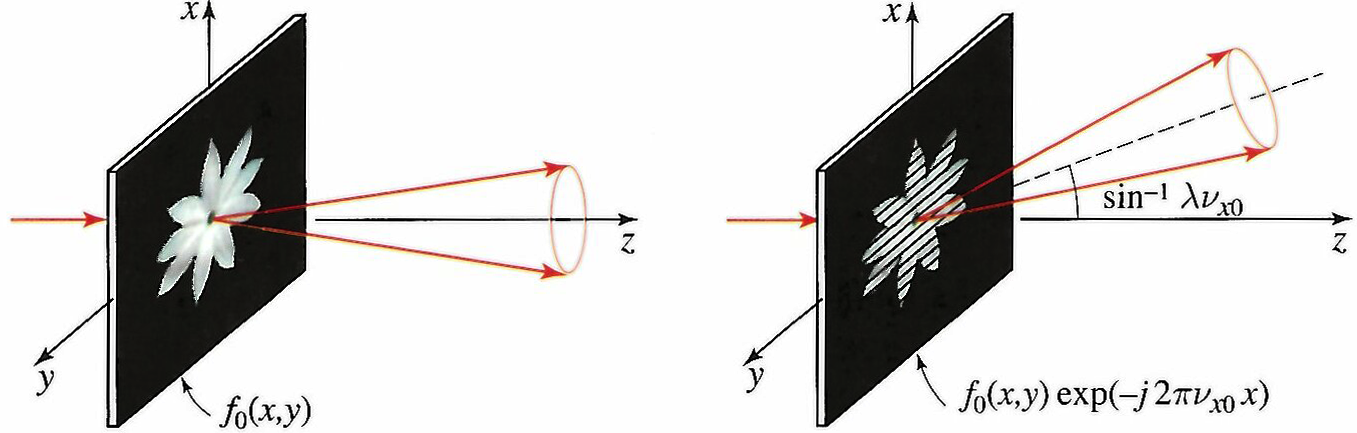 x
z
y
f₀(x,y)
x
sin⁻¹ λν_x0
z
y
f₀(x,y) exp(−j2πν_x0 x)